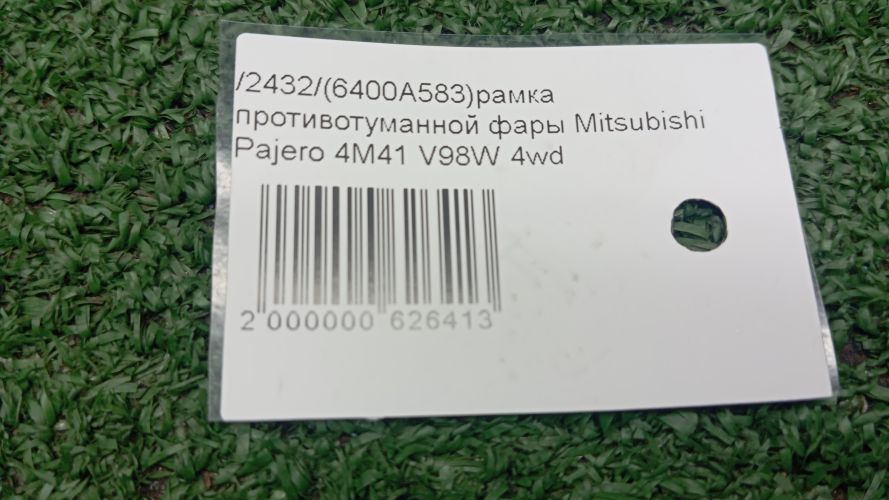 /2432/(6400A583)рамка
противотуманной фары Mitsubishi
Pajero 4M41 V98W 4wd
2 000000 626413